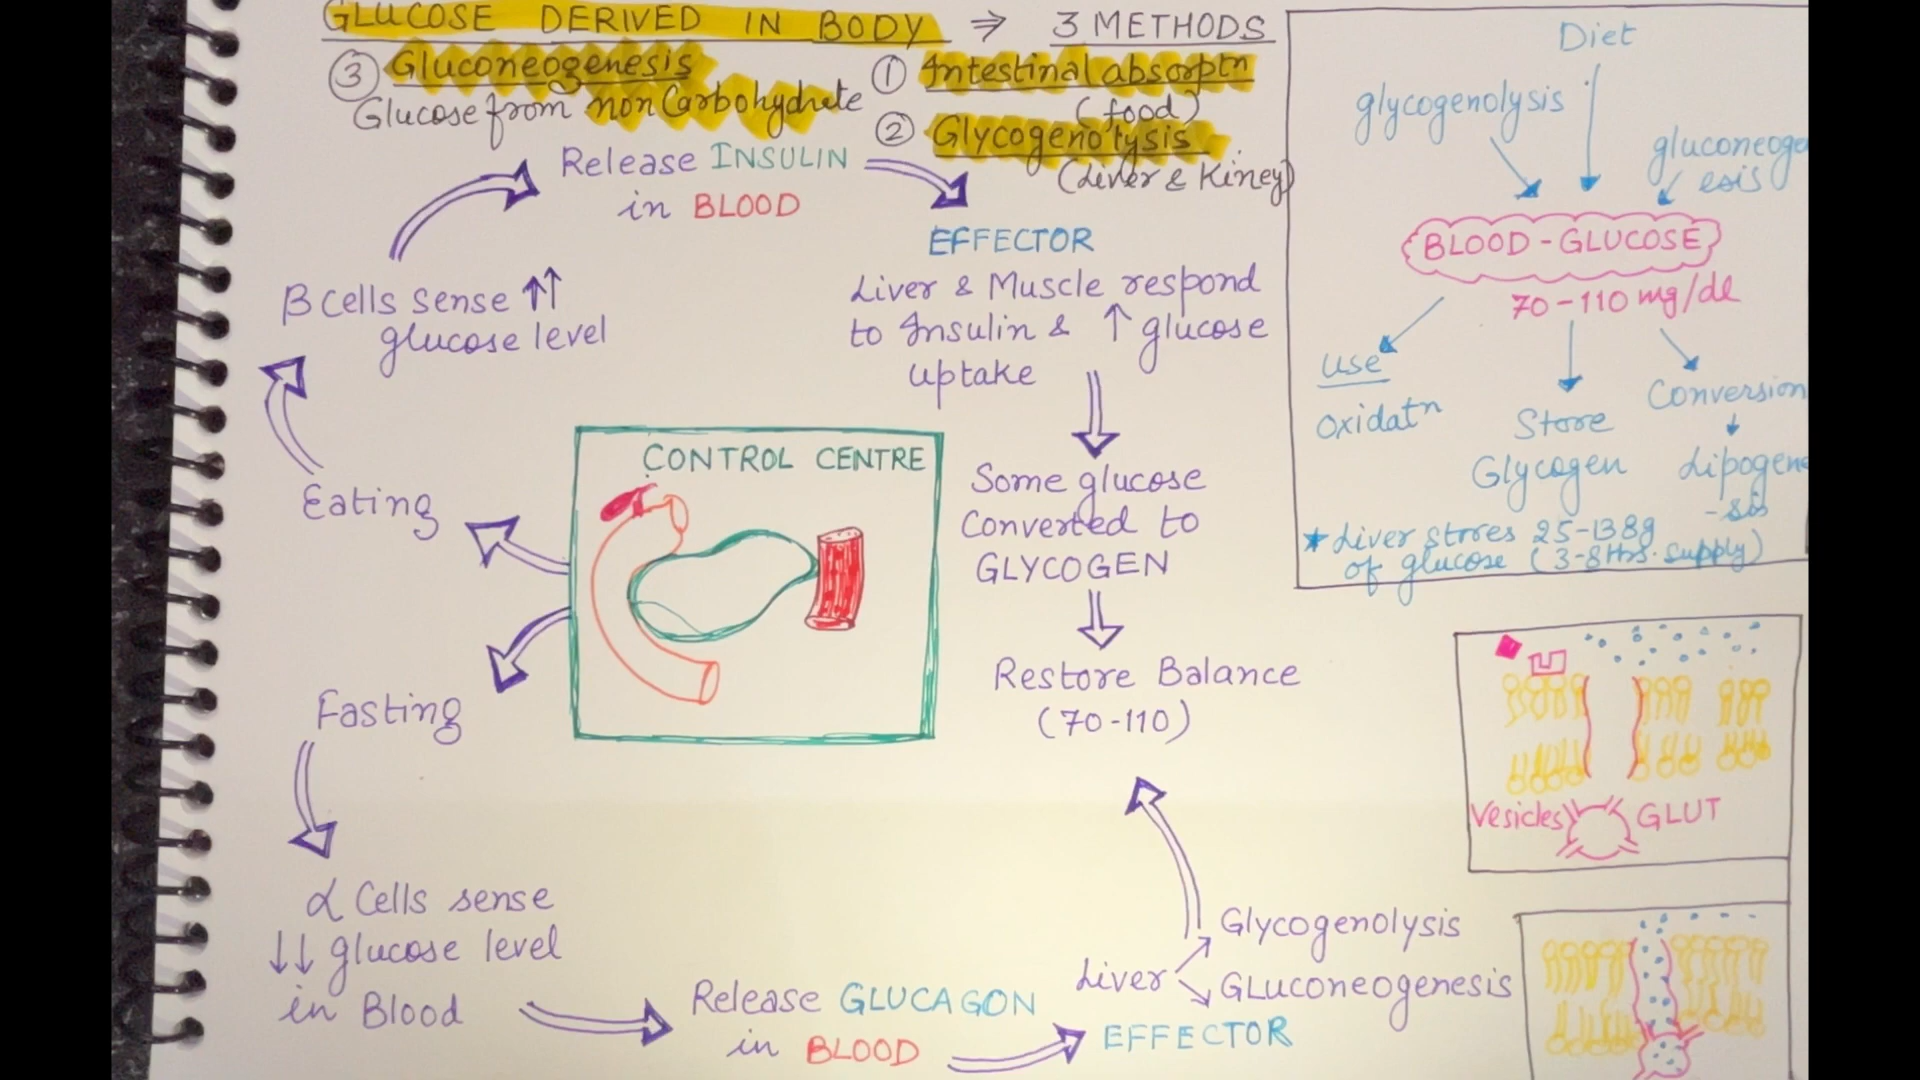 GLUCOSE DERIVED IN BODY ⇒ 3 METHODS
③ Gluconeogenesis
Glucose from non Carbohydrate
① Intestinal absorptn
(food)
② Glycogenolysis
(Liver & Kiney)
Release INSULIN
in BLOOD
EFFECTOR
Liver & Muscle respond
to Insulin & ↑ glucose
uptake
Some glucose
Converted to
GLYCOGEN
Restore Balance
(70-110)
β Cells sense ↑↑
glucose level
Eating
CONTROL CENTRE
Fasting
α Cells sense
↓↓ glucose level
in Blood
Release GLUCAGON
in BLOOD
Liver
Glycogenolysis
Gluconeogenesis
EFFECTOR
Diet
glycogenolysis
gluconeoge
esis
BLOOD-GLUCOSE
70-110 mg/dl
use
oxidatn
Store
Glycogen
Conversion
Lipogene
-sis
* Liver stores 25-138g
of glucose (3-8Hrs. supply)
Vesicles
GLUT